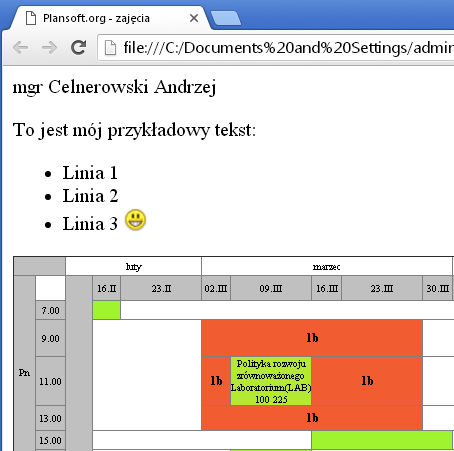 Plansoft.org - zajęcia
file:///C:/Documents%20and%20Settings/admin
mgr Celnerowski Andrzej
To jest mój przykładowy tekst:
Linia 1
Linia 2
Linia 3
luty marzec
16.II 23.II 02.III 09.III 16.III 23.III 30.III
7.00
9.00 1b
Pn 11.00 1b Polityka rozwoju
zrównoważonego
Laboratorium(LAB)
100 225 1b
13.00 1b
15.00